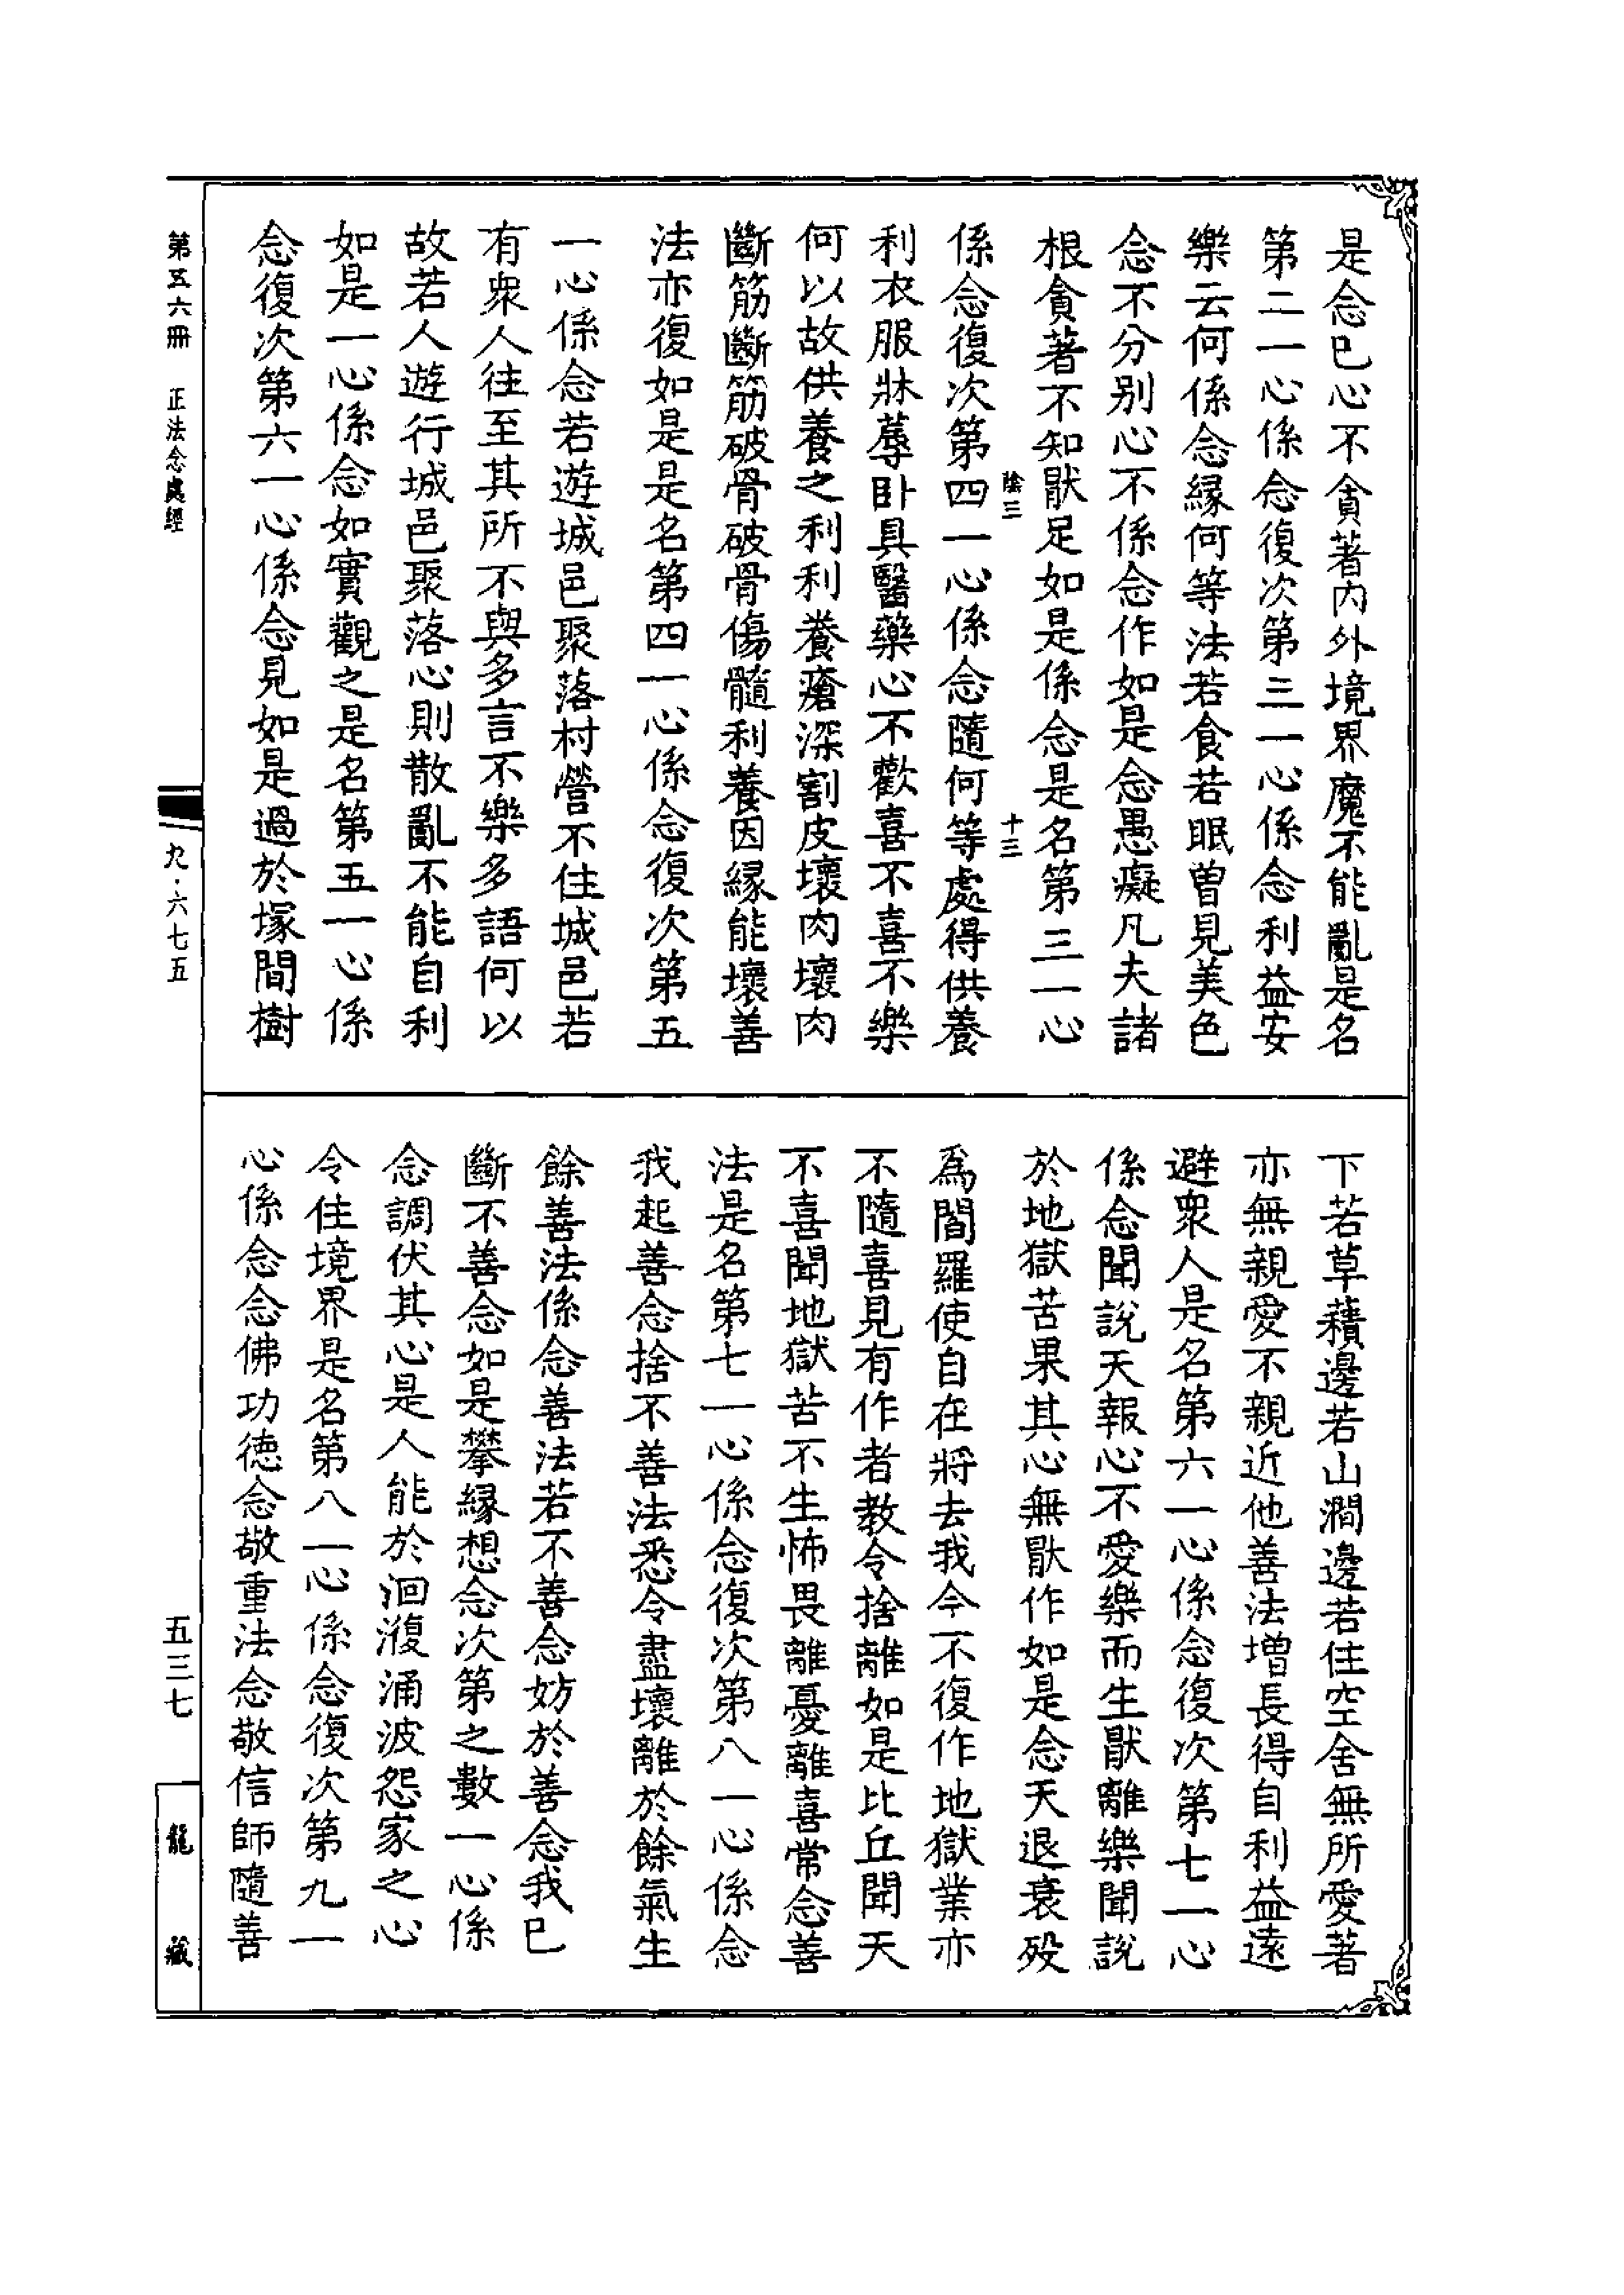 是念已心不貪著内外境界魔不能亂是名
第二一心係念復次第三一心係念利益安
樂云何係念緣何等法若食若眠曽見美色
念不分別心不係念作如是念愚癡凡夫諸
根貪著不知猒足如是係念是名第三一心
陰三
十三
係念復次第四一心係念隨何等處得供養
利衣服牀蓐卧具醫藥心不歡喜不喜不樂
何以故供養之利利養瘡深割皮壞肉壞肉
斷筋斷筋破骨破骨傷髓利養因緣能壞善
法亦復如是是名第四一心係念復次第五
一心係念若遊城邑聚落村營不住城邑若
有衆人往至其所不與多言不樂多語何以
故若人遊行城邑聚落心則散亂不能自利
如是一心係念如實觀之是名第五一心係
念復次第六一心係念見如是過於塚間樹
下若草積邊若山澗邊若住空舍無所愛著
亦無親愛不親近他善法增長得自利益遠
避衆人是名第六一心係念復次第七一心
係念聞說天報心不愛樂而生猒離樂聞說
於地獄苦果其心無猒作如是念天退衰歿
爲閻羅使自在將去我今不復作地獄業亦
不隨喜見有作者教令捨離如是比丘聞天
不喜聞地獄苦不生怖畏離憂離喜常念善
法是名第七一心係念復次第八一心係念
我起善念捨不善法悉令盡壞離於餘氣生
餘善法係念善法若不善念妨於善念我已
斷不善念如是攀緣想念次第之數一心係
念調伏其心是人能於洄澓涌波怨家之心
令住境界是名第八一心係念復次第九一
心係念念佛功德念敬重法念敬信師隨善
第五六冊 正法念處經
九·六七五
五三七
龍藏